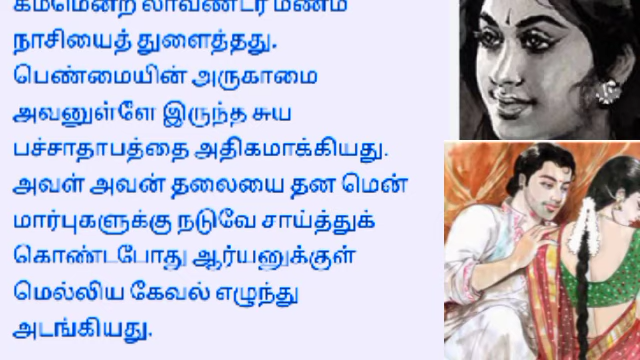 கம்மென்ற லாவண்டர் மணம்
நாசியைத் துளைத்தது.
பெண்மையின் அருகாமை
அவனுள்ளே இருந்த சுய
பச்சாதாபத்தை அதிகமாக்கியது.
அவள் அவன் தலையை தன மென்
மார்புகளுக்கு நடுவே சாய்த்துக்
கொண்டபோது ஆர்யனுக்குள்
மெல்லிய கேவல் எழுந்து
அடங்கியது.